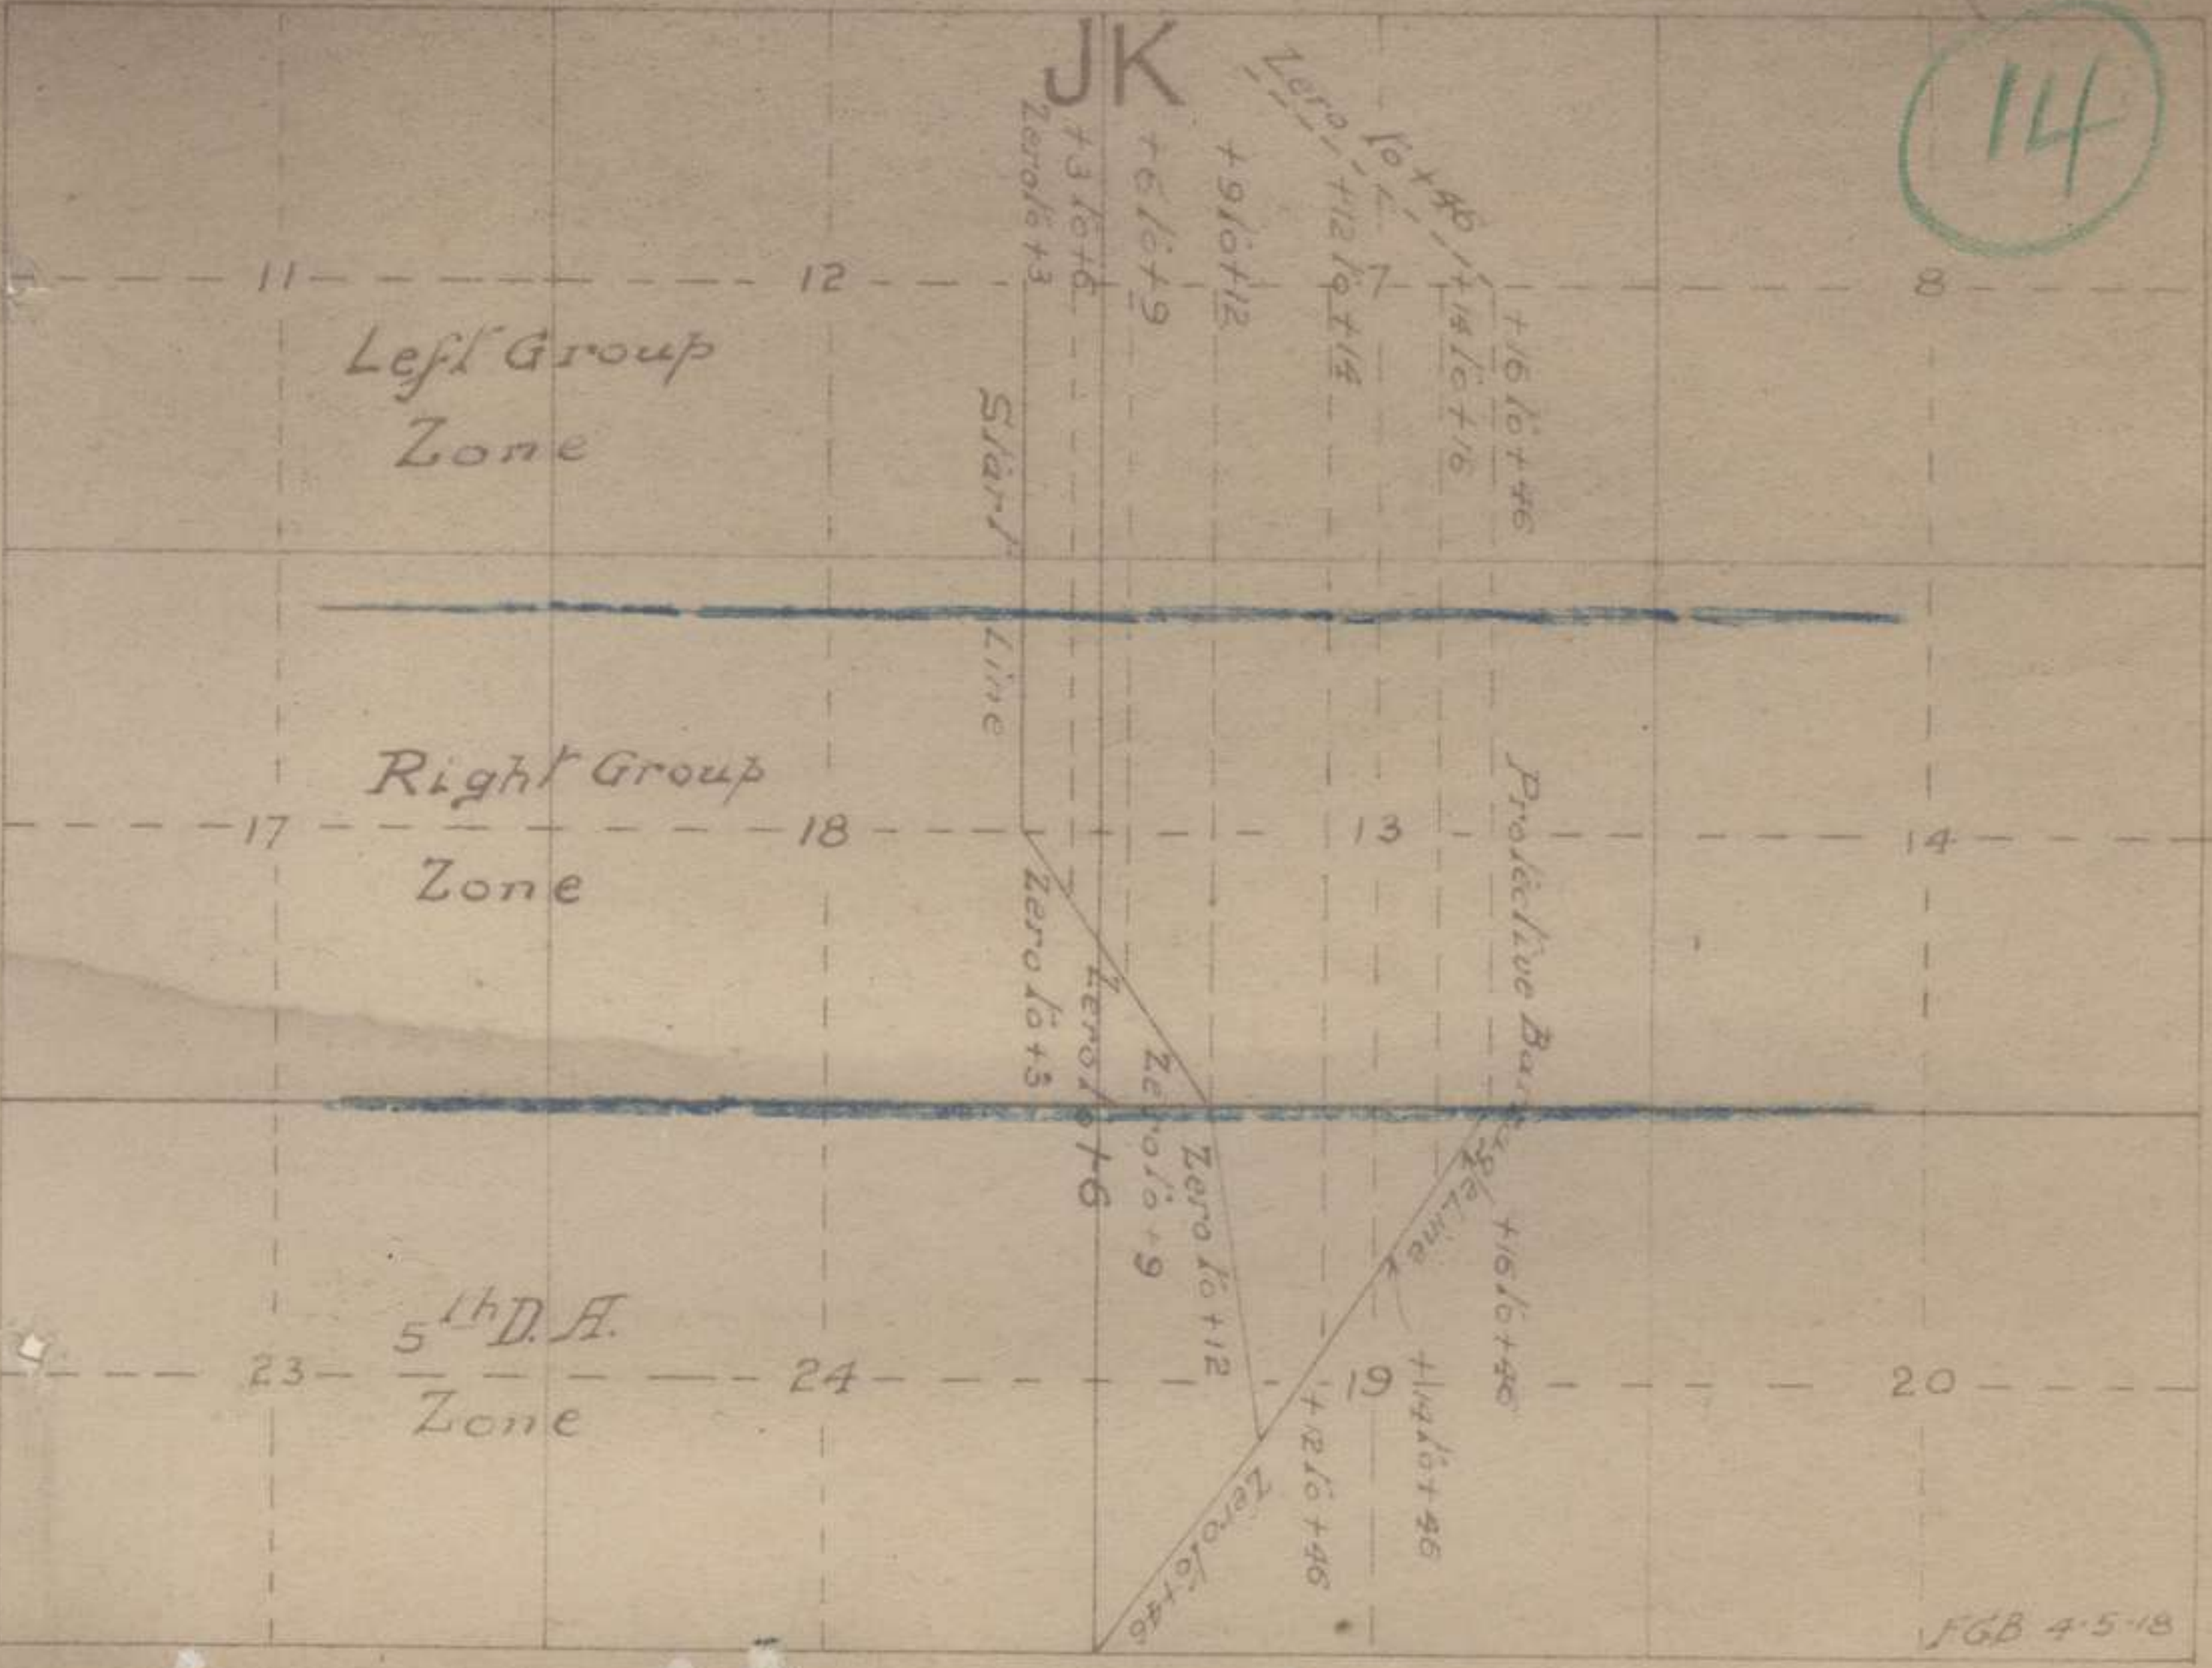 JK
14
Zero to +3
+3 to +6
+6 to +9
+9 to +12
Zero to +46
+12 to +14
+14 to +16
+16 to +46
11 12 7 8
Left Group
Zone
Start Line
Right Group
Zone
17 18 13 14
Protective Barrage Line
Zero to +3
Zero to +6
Zero to +9
Zero to +12
+16 to +46
5th D.A.
Zone
23 24 19 20
+14 to +46
+12 to +46
Zero to +46
FGB 4-5-18